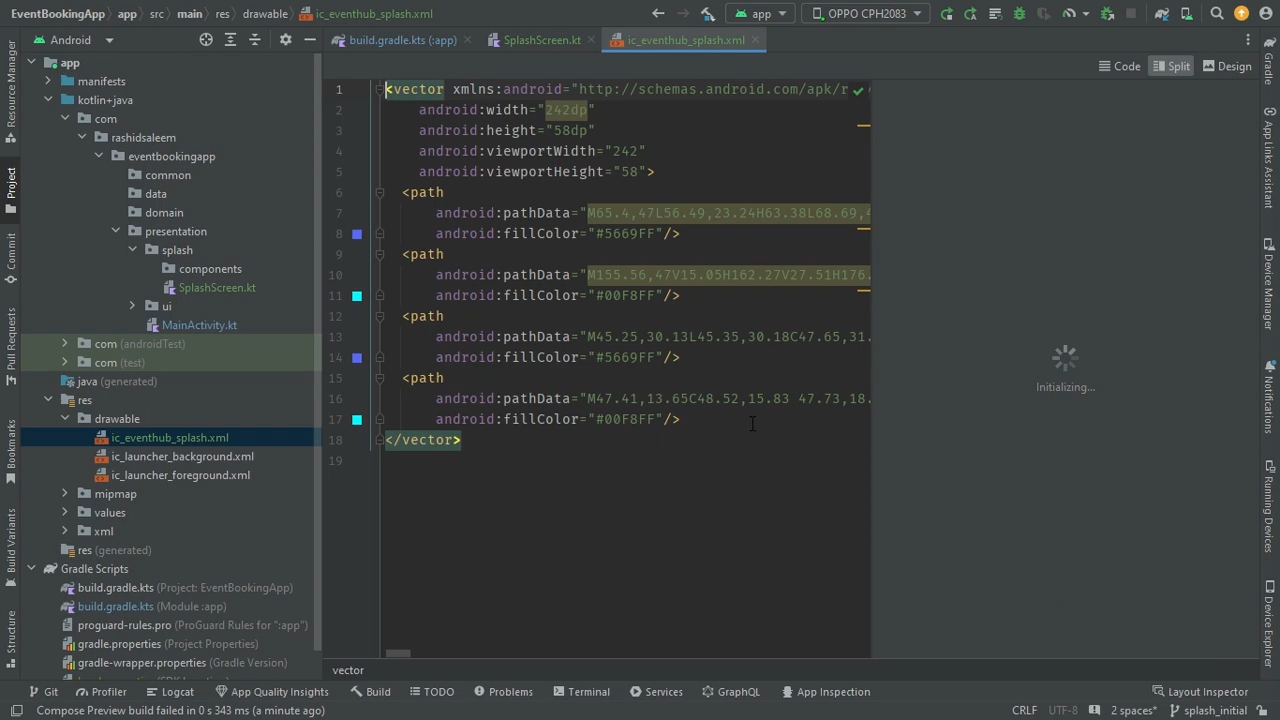 EventBookingApp app src main res drawable ic_eventhub_splash.xml
app OPPO CPH2083
Android
build.gradle.kts (:app) SplashScreen.kt ic_eventhub_splash.xml
Code Split Design
Resource Manager
Project
Commit
Pull Requests
Bookmarks
Build Variants
Structure
app
manifests
kotlin+java
com
rashidsaleem
eventbookingapp
common
data
domain
presentation
splash
components
SplashScreen.kt
ui
MainActivity.kt
com (androidTest)
com (test)
java (generated)
res
drawable
ic_eventhub_splash.xml
ic_launcher_background.xml
ic_launcher_foreground.xml
mipmap
values
xml
res (generated)
Gradle Scripts
build.gradle.kts (Project: EventBookingApp)
build.gradle.kts (Module :app)
proguard-rules.pro (ProGuard Rules for ":app")
gradle.properties (Project Properties)
gradle-wrapper.properties (Gradle Version)
1 <vector xmlns:android="http://schemas.android.com/apk/r
2 android:width="242dp"
3 android:height="58dp"
4 android:viewportWidth="242"
5 android:viewportHeight="58">
6 <path
7 android:pathData="M65.4,47L56.49,23.24H63.38L68.69,4
8 android:fillColor="#5669FF"/>
9 <path
10 android:pathData="M155.56,47V15.05H162.27V27.51H176.
11 android:fillColor="#00F8FF"/>
12 <path
13 android:pathData="M45.25,30.13L45.35,30.18C47.65,31.
14 android:fillColor="#5669FF"/>
15 <path
16 android:pathData="M47.41,13.65C48.52,15.83 47.73,18.
17 android:fillColor="#00F8FF"/>
18 </vector>
19
Initializing...
vector
Gradle
App Links Assistant
Device Manager
Notifications
Running Devices
Device Explorer
Git Profiler Logcat App Quality Insights Build TODO Problems Terminal Services GraphQL App Inspection Layout Inspector
Compose Preview build failed in 0 s 343 ms (a minute ago) CRLF UTF-8 2 spaces* splash_initial